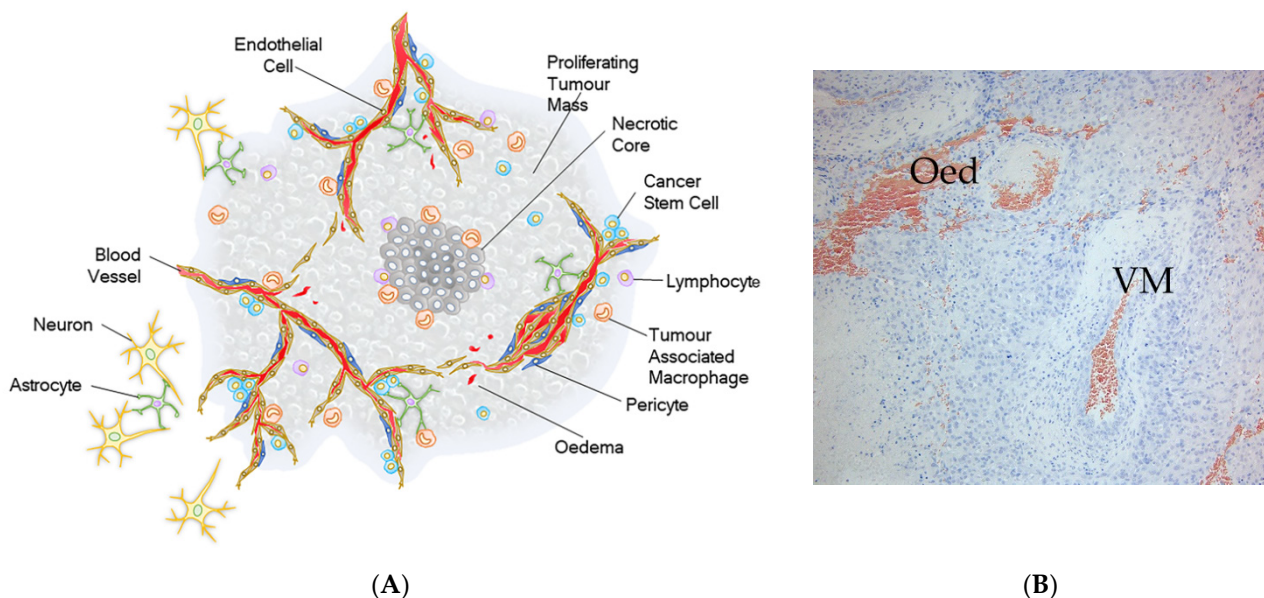 Endothelial
Cell
Proliferating
Tumour
Mass
Necrotic
Core
Cancer
Stem Cell
Blood
Vessel
Lymphocyte
Neuron
Tumour
Associated
Macrophage
Astrocyte
Pericyte
Oedema
(A)
Oed
VM
(B)